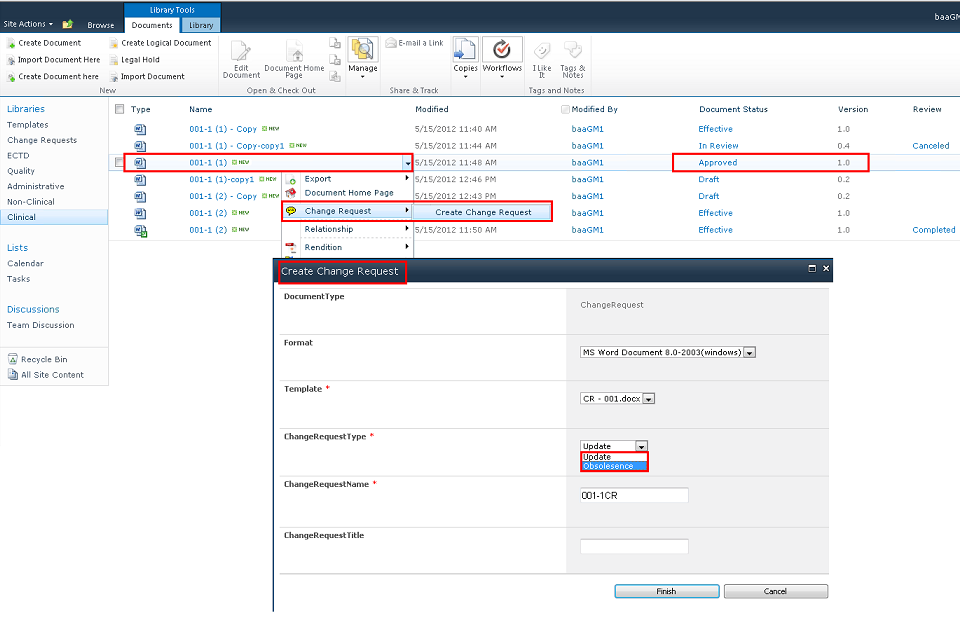 Library Tools
baaGM
Site Actions Browse Documents Library
Create Document
Import Document Here
Create Document here
Create Logical Document
Legal Hold
Import Document
New
Edit Document
Document Home Page
Open & Check Out
Manage
E-mail a Link
Share & Track
Copies
Workflows
I Like It
Tags & Notes
Tags and Notes
Libraries
Templates
Change Requests
ECTD
Quality
Administrative
Non-Clinical
Clinical
Lists
Calendar
Tasks
Discussions
Team Discussion
Recycle Bin
All Site Content
Type Name Modified Modified By Document Status Version Review
001-1 (1) - Copy NEW 5/15/2012 11:40 AM baaGM1 Effective 1.0
001-1 (1) - Copy-copy1 NEW 5/15/2012 11:44 AM baaGM1 In Review 0.4 Canceled
001-1 (1) NEW 5/15/2012 11:48 AM baaGM1 Approved 1.0
001-1 (1)-copy1 NEW 5/15/2012 12:46 PM baaGM1 Draft 0.2
001-1 (2) - Copy NEW 5/15/2012 12:43 PM baaGM1 Draft 0.2
001-1 (2) NEW baaGM1 Effective 1.0
001-1 (2) NEW 5/15/2012 11:50 AM baaGM1 Effective 1.0 Completed
Export
Document Home Page
Change Request
Create Change Request
Relationship
Rendition
Create Change Request
DocumentType
ChangeRequest
Format
MS Word Document 8.0-2003(windows)
Template *
CR - 001.docx
ChangeRequestType *
Update
Update
Obsolesence
ChangeRequestName *
001-1CR
ChangeRequestTitle
Finish
Cancel